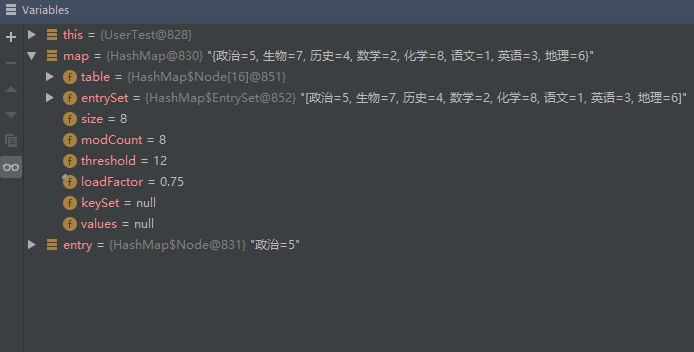 Variables
this = {UserTest@828}
map = {HashMap@830} "{政治=5, 生物=7, 历史=4, 数学=2, 化学=8, 语文=1, 英语=3, 地理=6}"
f table = {HashMap$Node[16]@851}
f entrySet = {HashMap$EntrySet@852} "[政治=5, 生物=7, 历史=4, 数学=2, 化学=8, 语文=1, 英语=3, 地理=6]"
f size = 8
f modCount = 8
f threshold = 12
f loadFactor = 0.75
f keySet = null
f values = null
entry = {HashMap$Node@831} "政治=5"